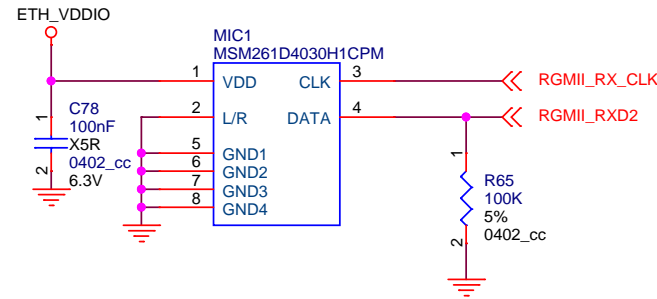 ETH_VDDIO
MIC1
MSM261D4030H1CPM
1 VDD CLK 3 RGMII_RX_CLK
2 L/R DATA 4 RGMII_RXD2
1
C78
100nF
X5R
0402_cc
6.3V
2
5 GND1
6 GND2
7 GND3
8 GND4
1
R65
100K
5%
0402_cc
2